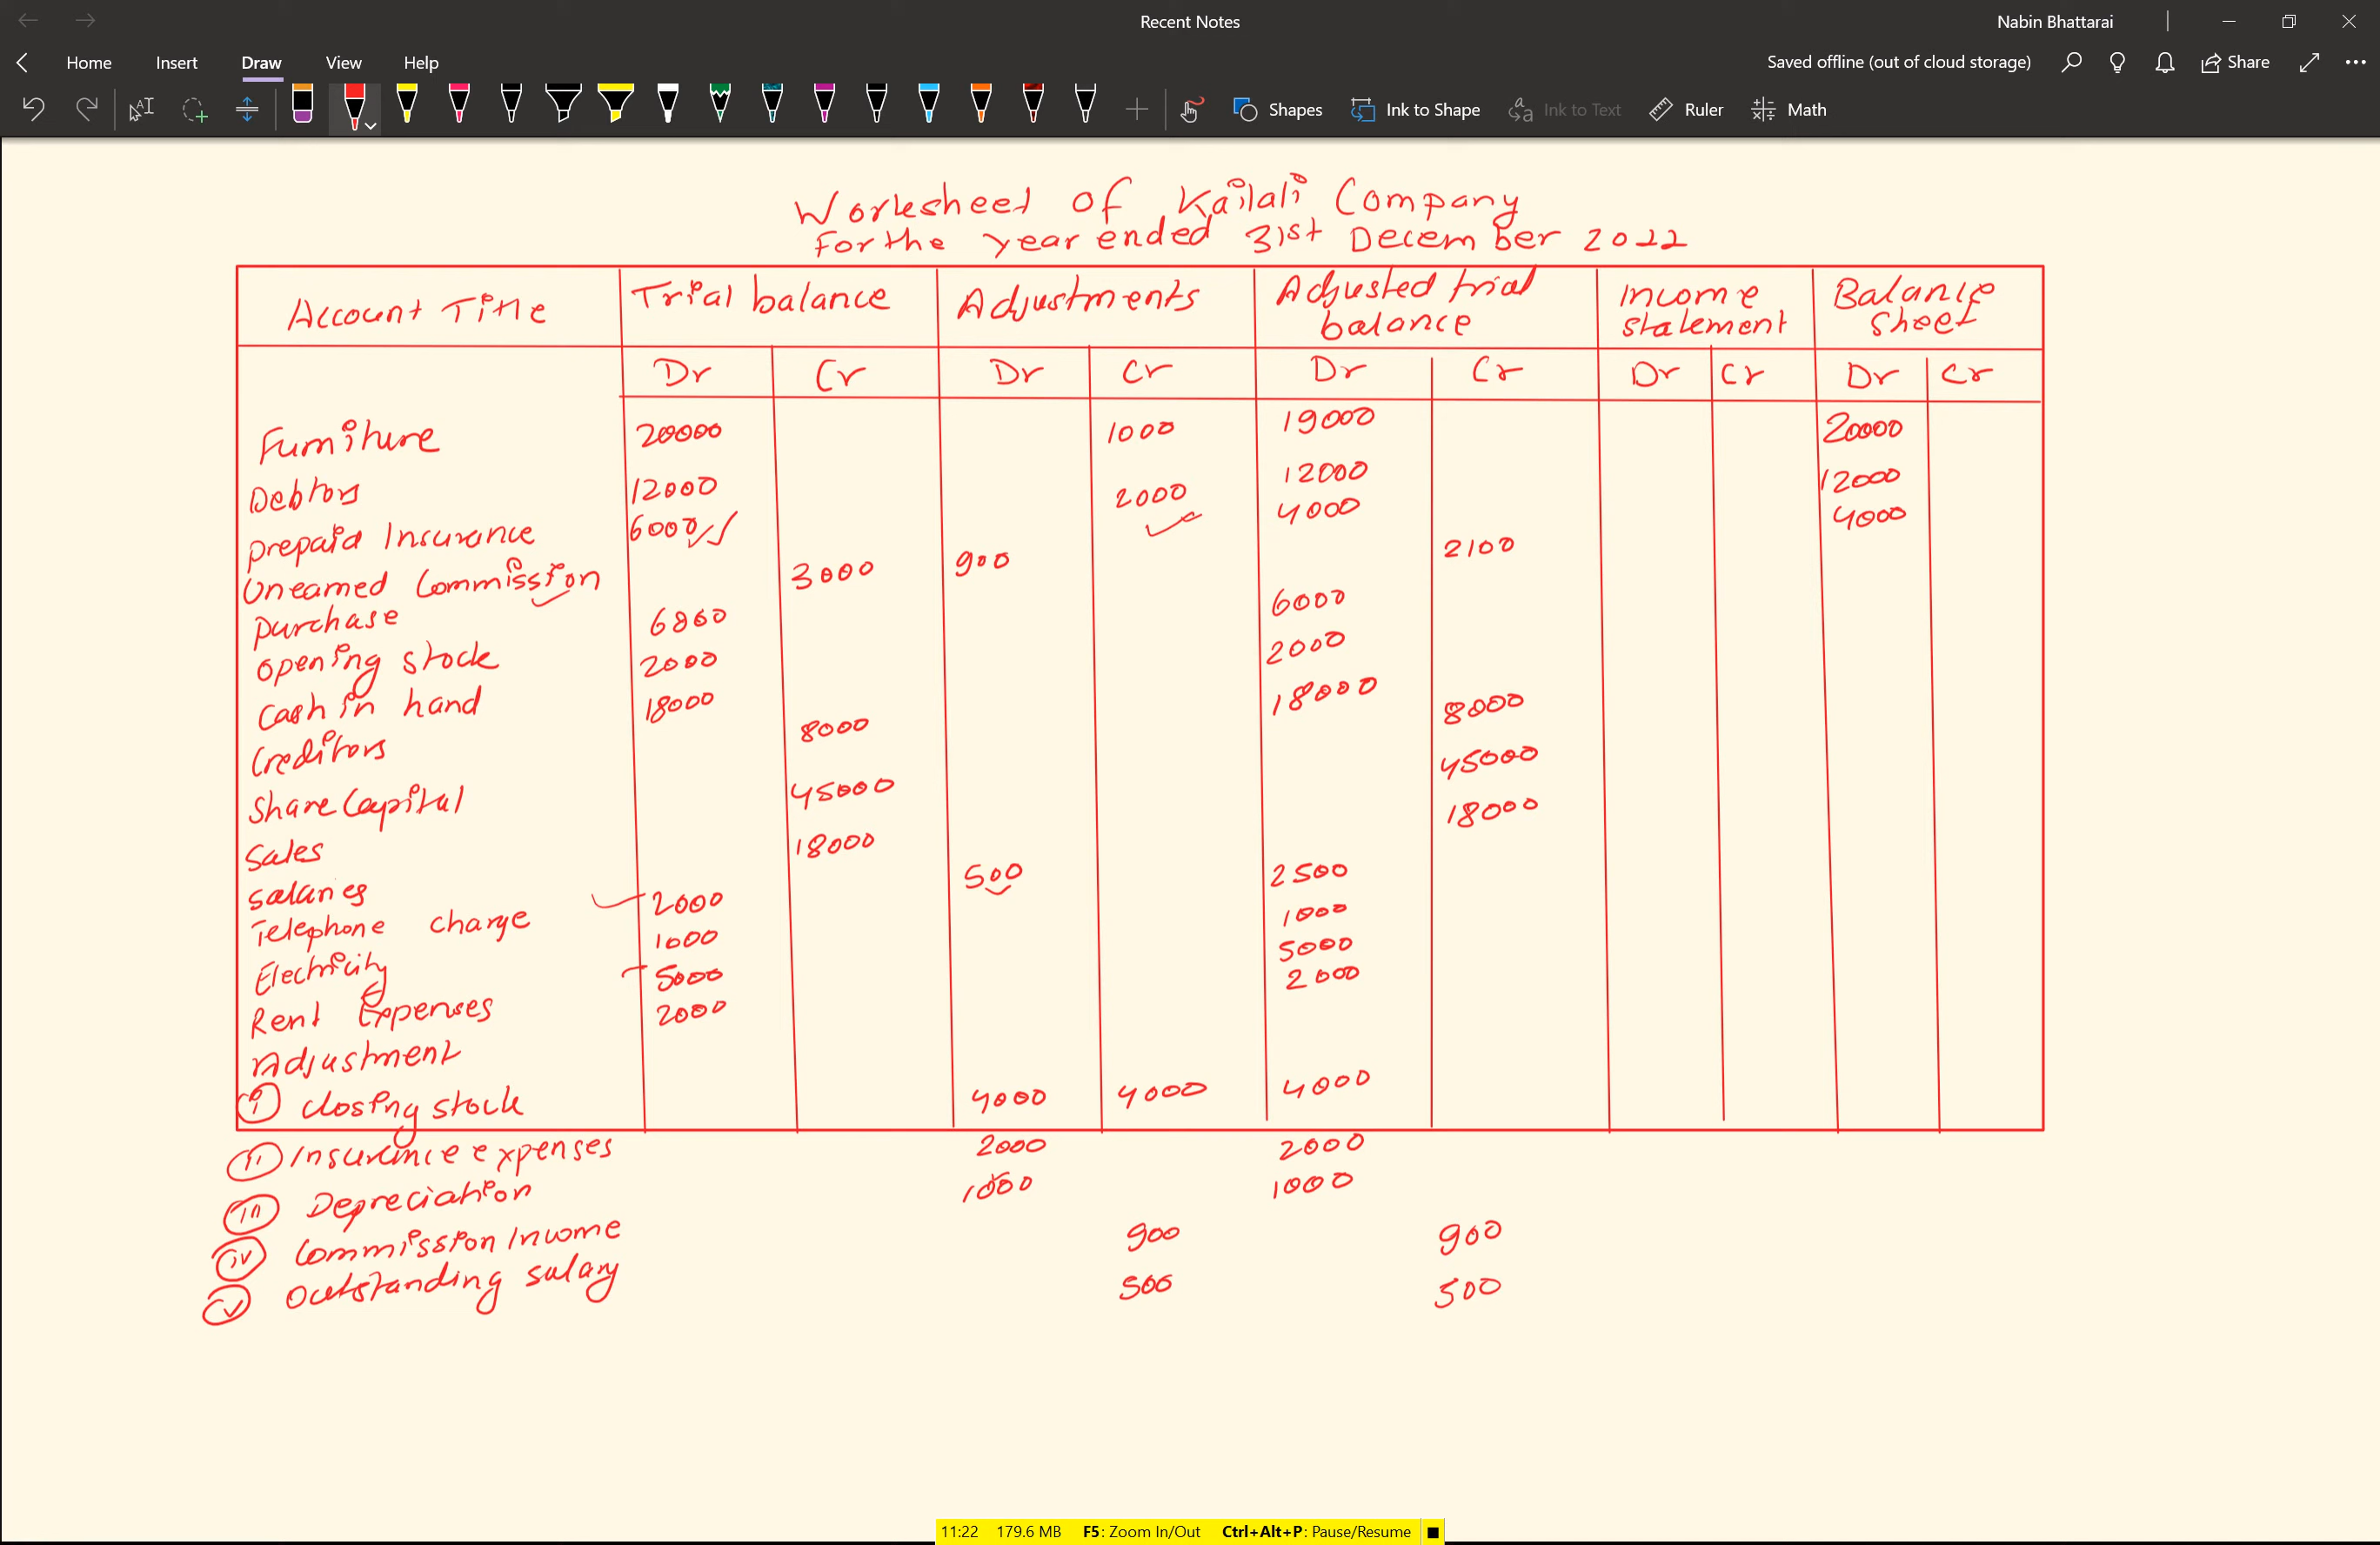 Recent Notes
Nabin Bhattarai
Home Insert Draw View Help
Saved offline (out of cloud storage)
Share
Shapes Ink to Shape Ink to Text Ruler Math
Worksheet of Kailali Company
For the year ended 31st December 2022
Account Title Trial balance Adjustments Adjusted trial balance Income statement Balance sheet
Dr Cr Dr Cr Dr Cr Dr Cr Dr Cr
Furniture 20000 1000 19000 20000
Debtors 12000 12000 12000
prepaid Insurance 6000 2000 4000 4000
Unearned Commission 3000 900 2100
purchase 6000 6000
opening stock 2000 2000
Cash in hand 18000 18000
Creditors 8000 8000
Share Capital 45000 45000
Sales 18000 18000
Salaries 2000 500 2500
Telephone charge 1000 1000
Electricity 5000 5000
Rent Expenses 2000 2000
Adjustment
(i) closing stock 4000 4000 4000
(ii) Insurance expenses 2000 2000
(iii) Depreciation 1000 1000
(iv) Commission Income 900 900
(v) Outstanding salary 500 500
11:22 179.6 MB F5: Zoom In/Out Ctrl+Alt+P: Pause/Resume